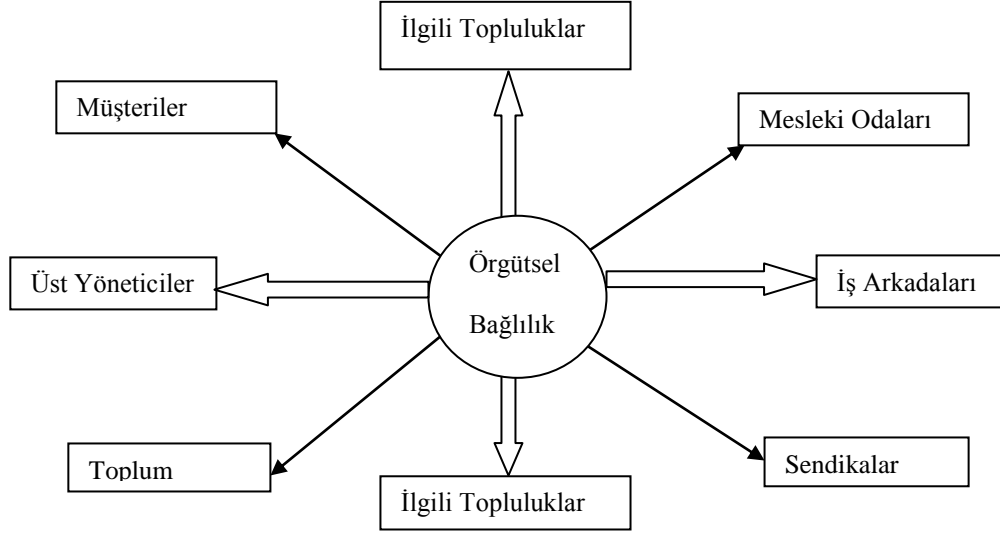 İlgili Topluluklar
Müşteriler
Mesleki Odaları
Örgütsel
Bağlılık
Üst Yöneticiler
İş Arkadaları
Toplum
Sendikalar
İlgili Topluluklar